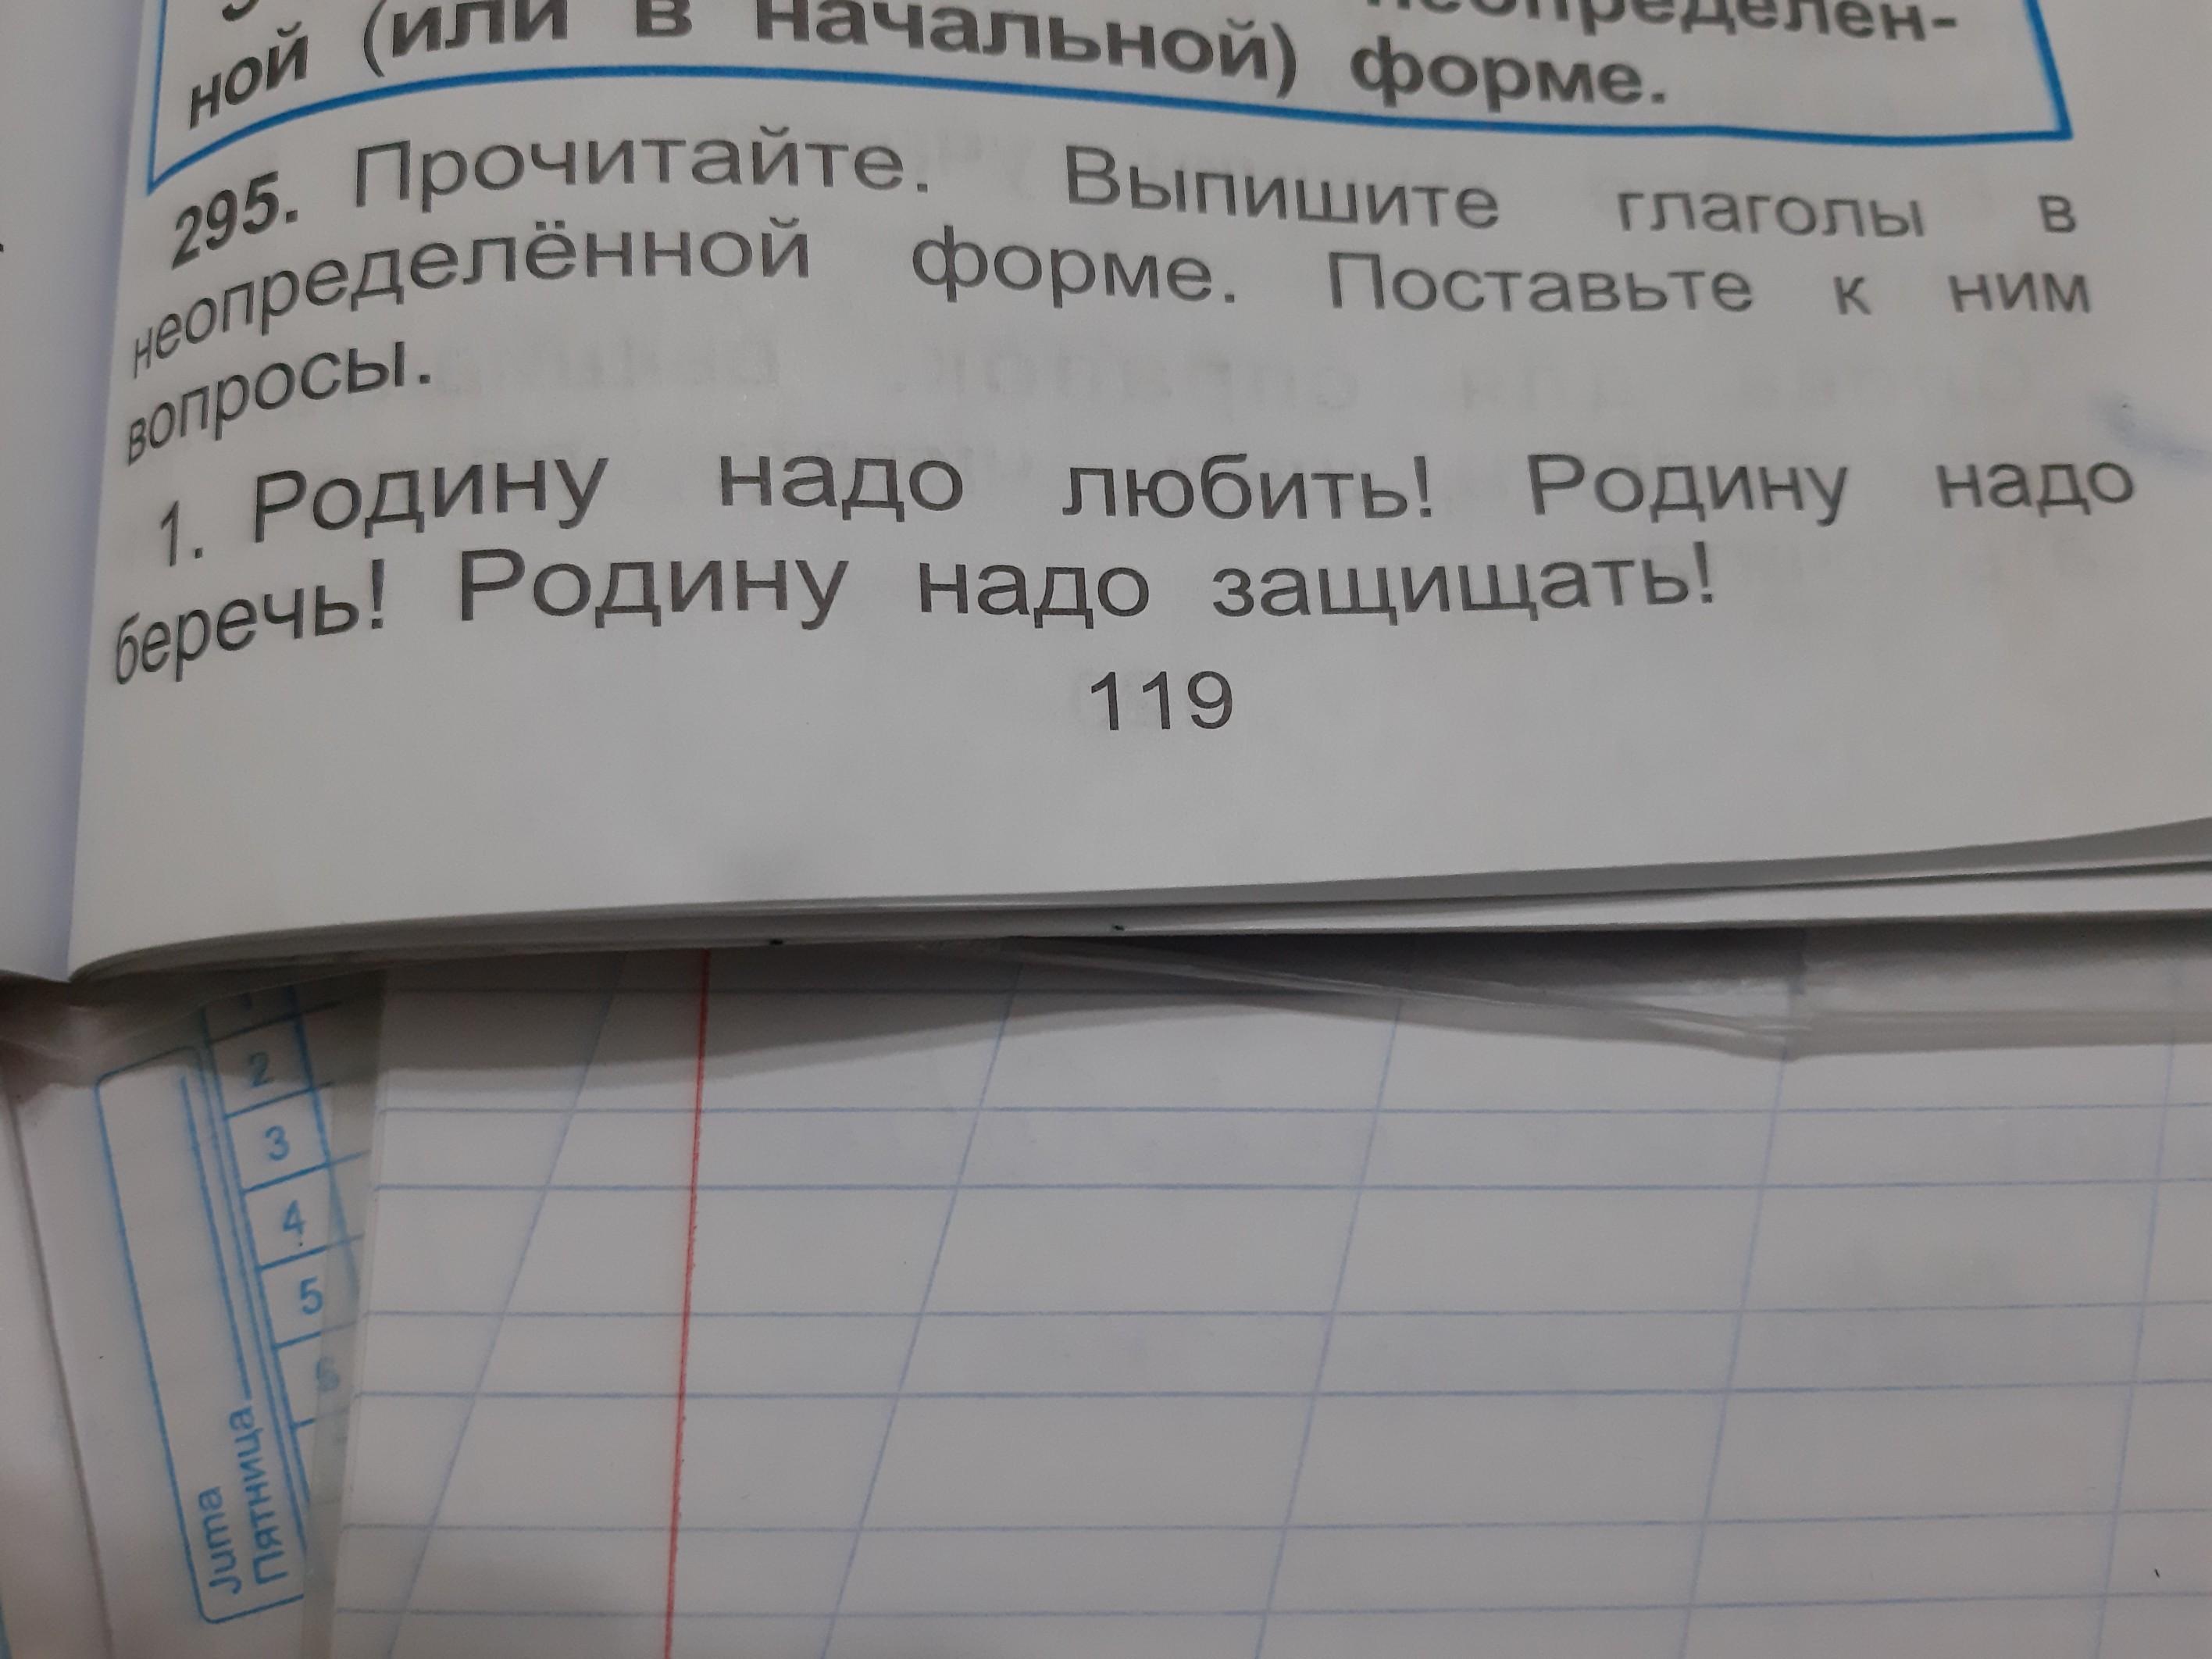 ной (или в начальной) форме.
295. Прочитайте. Выпишите глаголы в
неопределённой форме. Поставьте к ним
вопросы.
1. Родину надо любить! Родину надо
беречь! Родину надо защищать!
119
2
3
4
5
6
Juma
Пятница